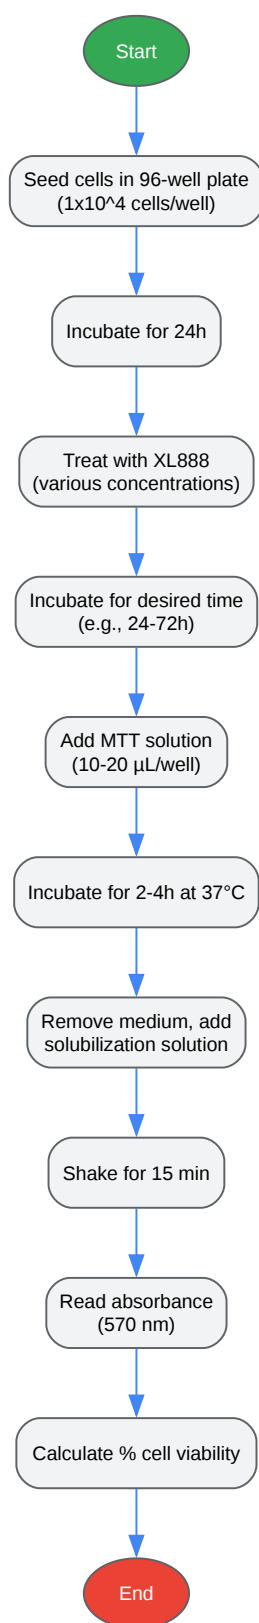 Start
Seed cells in 96-well plate
(1x10^4 cells/well)
Incubate for 24h
Treat with XL888
(various concentrations)
Incubate for desired time
(e.g., 24-72h)
Add MTT solution
(10-20 µL/well)
Incubate for 2-4h at 37°C
Remove medium, add
solubilization solution
Shake for 15 min
Read absorbance
(570 nm)
Calculate % cell viability
End